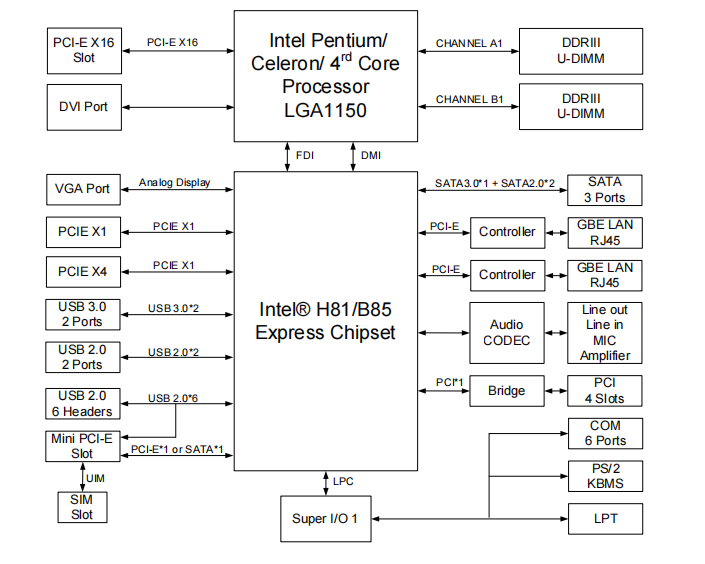 PCI-E X16
Slot
PCI-E X16
Intel Pentium/
Celeron/ 4rd Core
Processor
LGA1150
CHANNEL A1
DDRIII
U-DIMM
DVI Port
CHANNEL B1
DDRIII
U-DIMM
FDI
DMI
VGA Port
Analog Display
SATA3.0*1 + SATA2.0*2
SATA
3 Ports
PCIE X1
PCIE X1
PCI-E
Controller
GBE LAN
RJ45
PCIE X4
PCIE X1
PCI-E
Controller
GBE LAN
RJ45
Intel® H81/B85
Express Chipset
USB 3.0
2 Ports
USB 3.0*2
USB 2.0
2 Ports
USB 2.0*2
Audio
CODEC
Line out
Line in
MIC
Amplifier
USB 2.0
6 Headers
USB 2.0*6
PCI*1
Bridge
PCI
4 Slots
Mini PCI-E
Slot
PCI-E*1 or SATA*1
COM
6 Ports
UIM
LPC
PS/2
KBMS
SIM
Slot
Super I/O 1
LPT